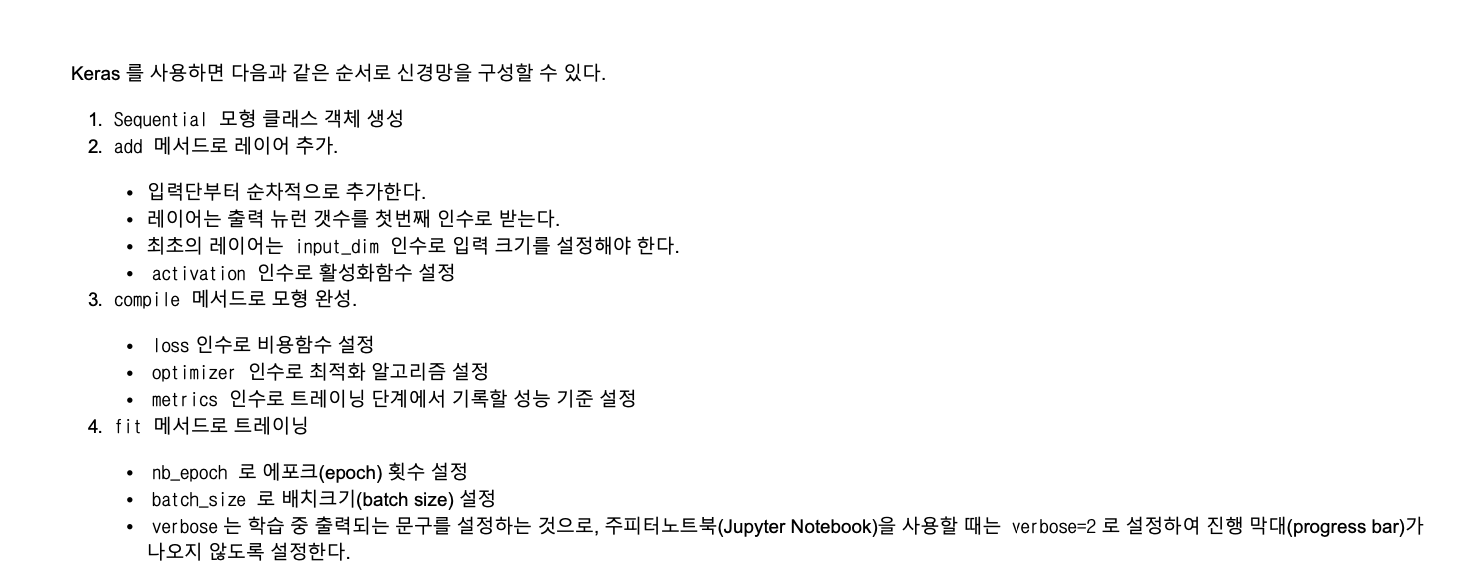 Keras 를 사용하면 다음과 같은 순서로 신경망을 구성할 수 있다.
1. Sequential 모형 클래스 객체 생성
2. add 메서드로 레이어 추가.
• 입력단부터 순차적으로 추가한다.
• 레이어는 출력 뉴런 갯수를 첫번째 인수로 받는다.
• 최초의 레이어는 input_dim 인수로 입력 크기를 설정해야 한다.
• activation 인수로 활성화함수 설정
3. compile 메서드로 모형 완성.
• loss 인수로 비용함수 설정
• optimizer 인수로 최적화 알고리즘 설정
• metrics 인수로 트레이닝 단계에서 기록할 성능 기준 설정
4. fit 메서드로 트레이닝
• nb_epoch 로 에포크(epoch) 횟수 설정
• batch_size 로 배치크기(batch size) 설정
• verbose 는 학습 중 출력되는 문구를 설정하는 것으로, 주피터노트북(Jupyter Notebook)을 사용할 때는 verbose=2 로 설정하여 진행 막대(progress bar)가
나오지 않도록 설정한다.